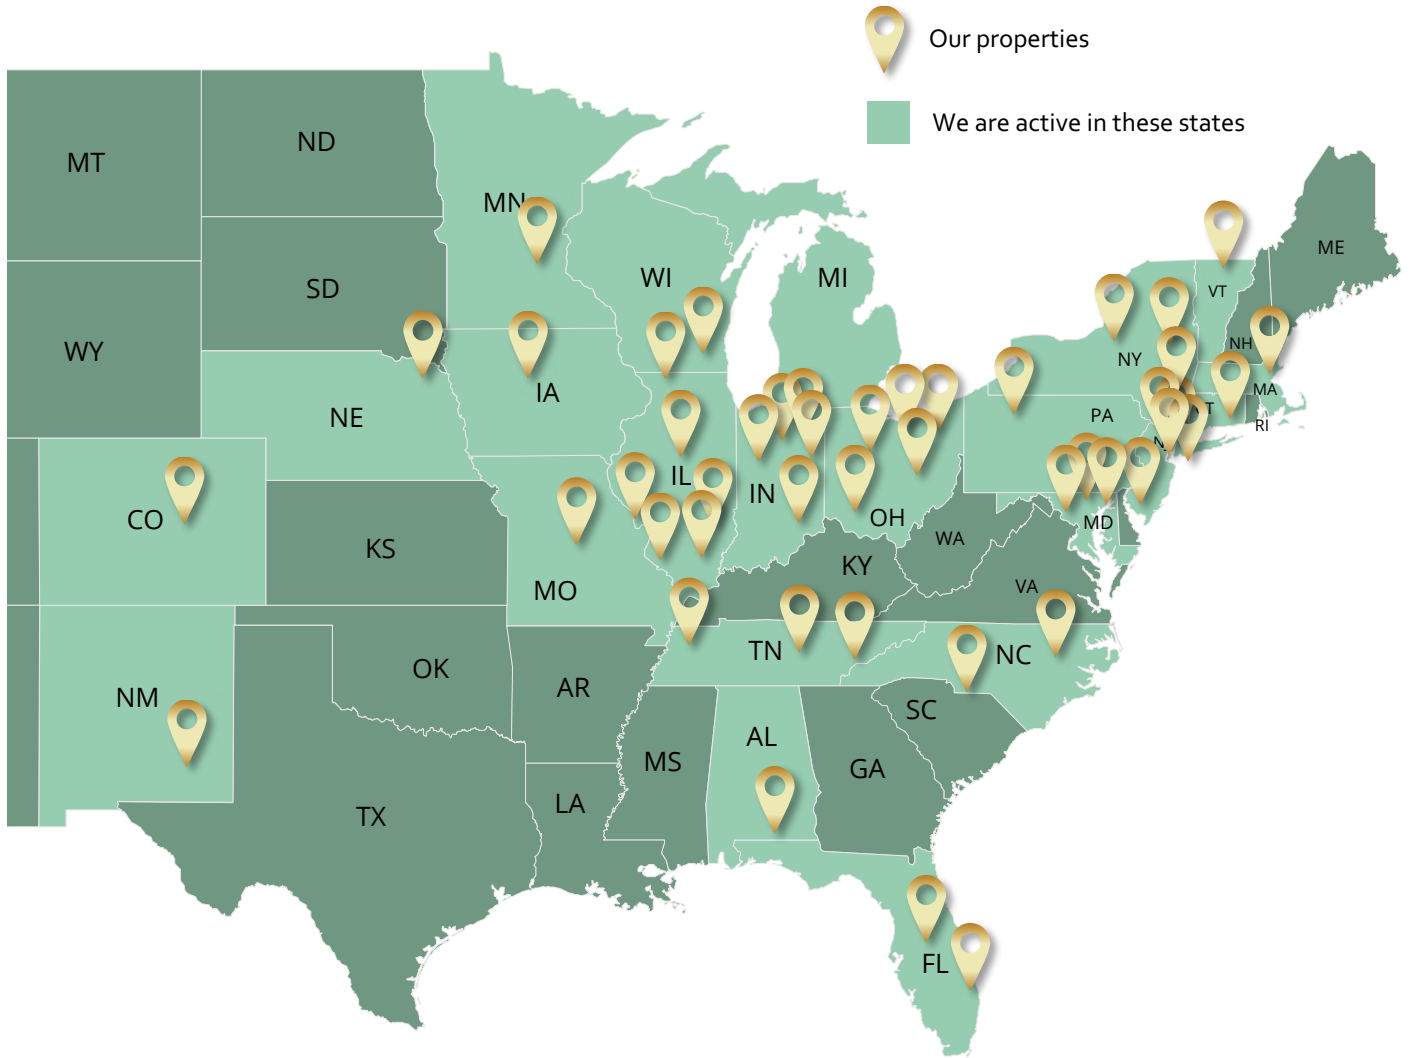 Our properties
We are active in these states
MT
ND
MN
SD
WI
MI
ME
VT
WY
NH
NY
IA
MA
NE
PA
RI
IL
IN
CO
OH
MD
WA
KS
KY
MO
VA
TN
NC
OK
AR
NM
SC
AL
MS
GA
LA
TX
FL